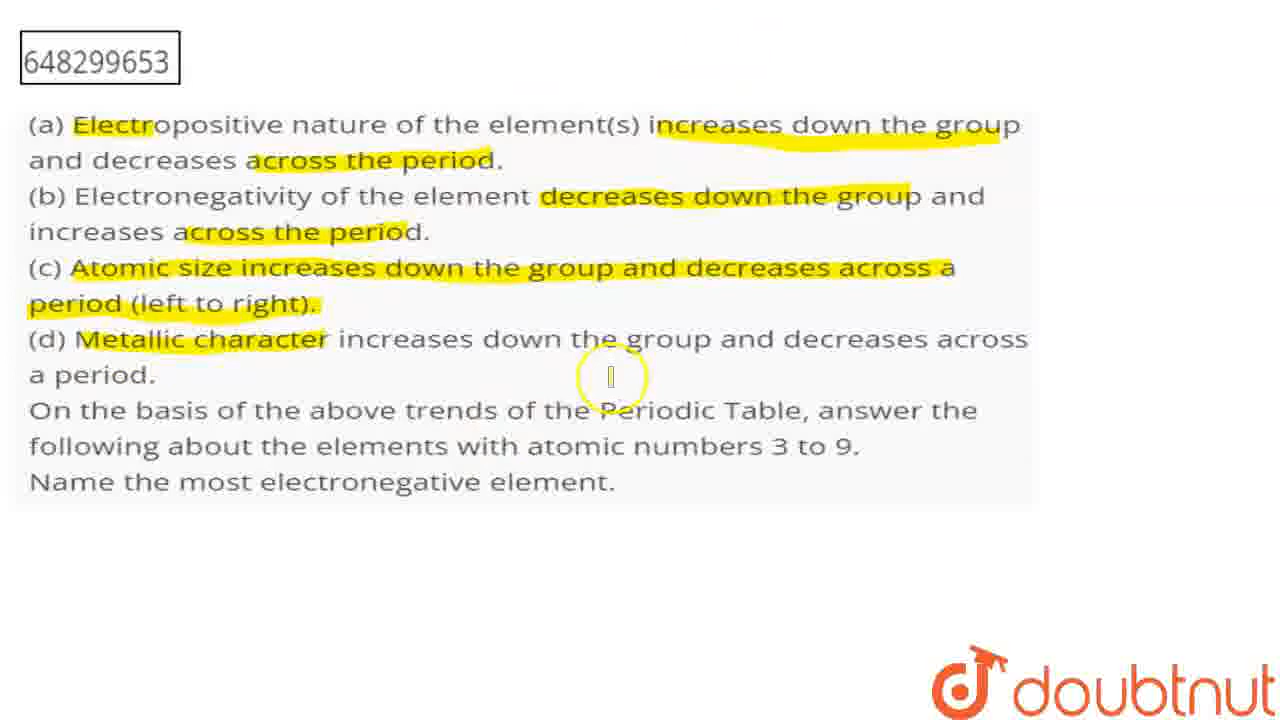 648299653
(a) Electropositive nature of the element(s) increases down the group
and decreases across the period.
(b) Electronegativity of the element decreases down the group and
increases across the period.
(c) Atomic size increases down the group and decreases across a
period (left to right).
(d) Metallic character increases down the group and decreases across
a period.
On the basis of the above trends of the Periodic Table, answer the
following about the elements with atomic numbers 3 to 9.
Name the most electronegative element.
doubtnut